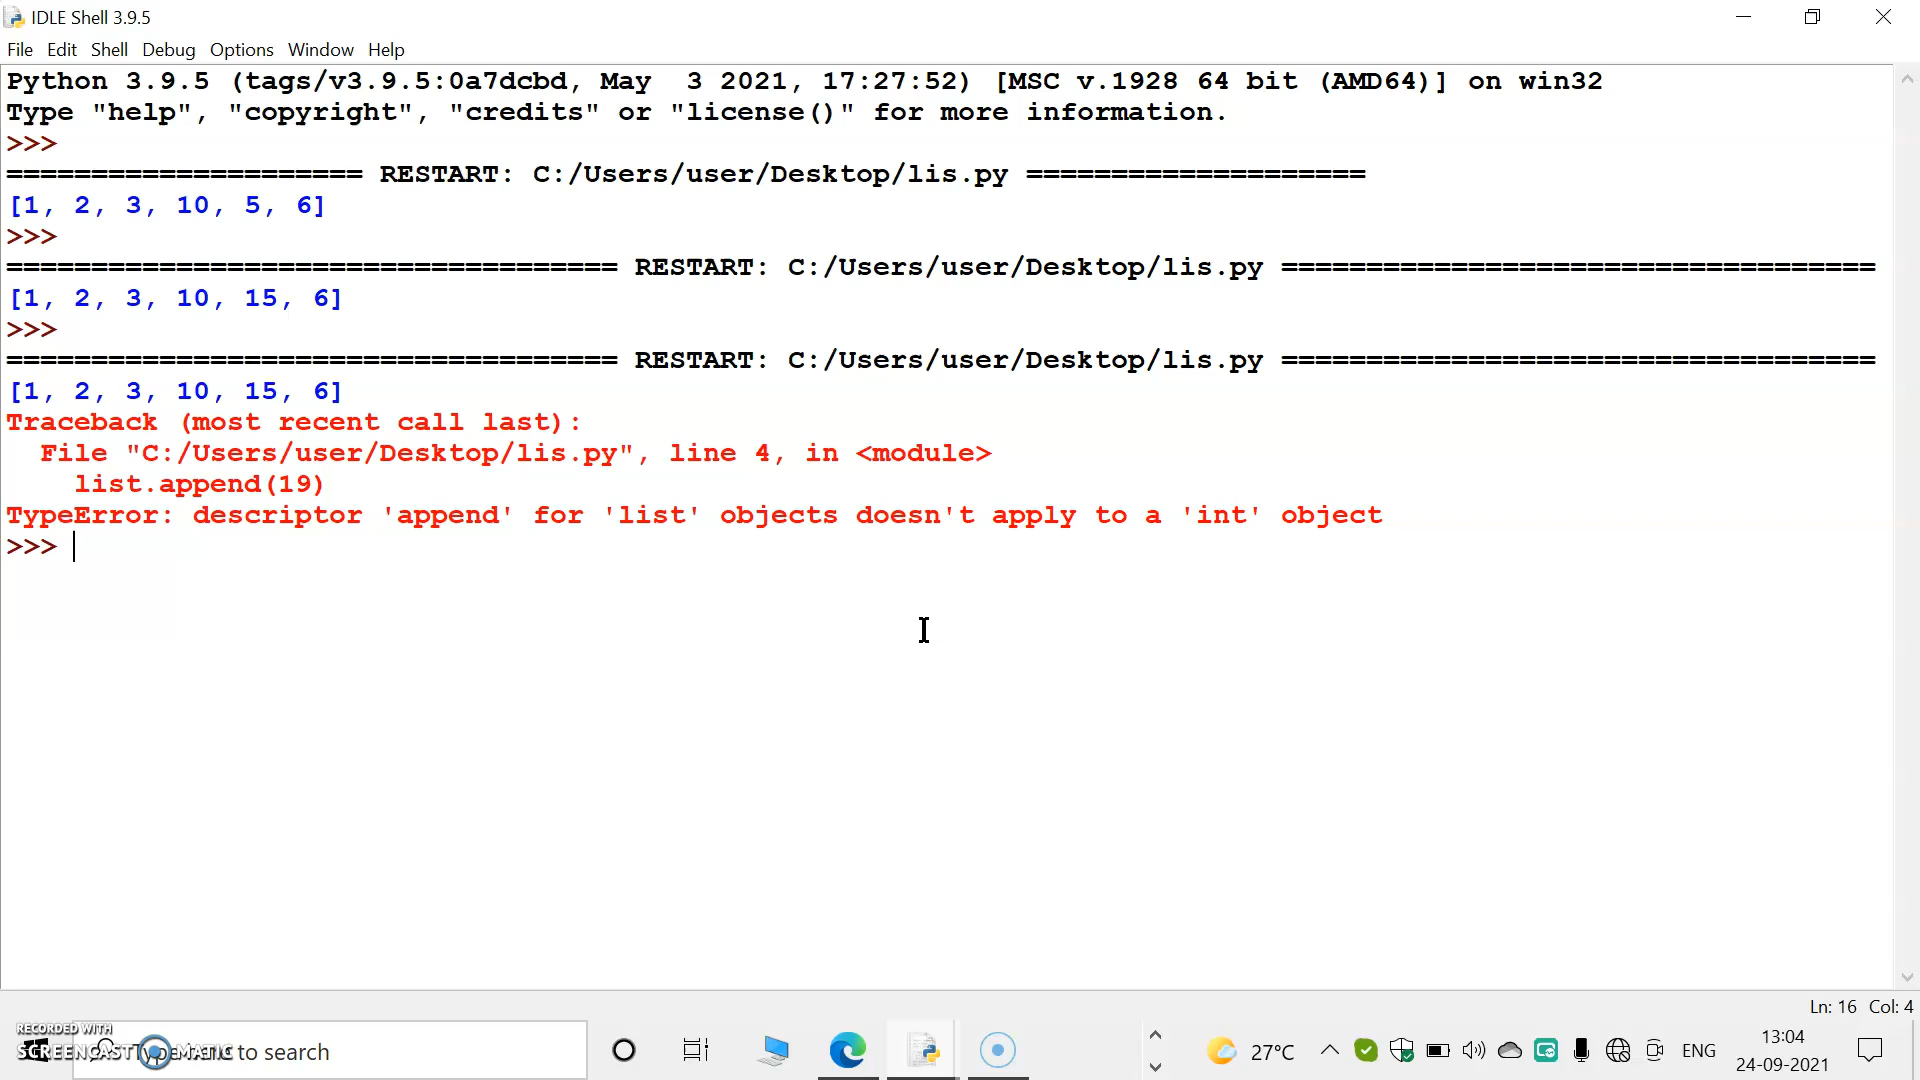 IDLE Shell 3.9.5
File Edit Shell Debug Options Window Help
Python 3.9.5 (tags/v3.9.5:0a7dcbd, May  3 2021, 17:27:52) [MSC v.1928 64 bit (AMD64)] on win32
Type "help", "copyright", "credits" or "license()" for more information.
>>>
===================== RESTART: C:/Users/user/Desktop/lis.py ====================
[1, 2, 3, 10, 5, 6]
>>>
==================================== RESTART: C:/Users/user/Desktop/lis.py ===================================
[1, 2, 3, 10, 15, 6]
>>>
==================================== RESTART: C:/Users/user/Desktop/lis.py ===================================
[1, 2, 3, 10, 15, 6]
Traceback (most recent call last):
  File "C:/Users/user/Desktop/lis.py", line 4, in <module>
    list.append(19)
TypeError: descriptor 'append' for 'list' objects doesn't apply to a 'int' object
>>>
Ln: 16 Col: 4
RECORDED WITH
SCREENCAST MATIC
Type here to search
27°C
ENG
13:04
24-09-2021